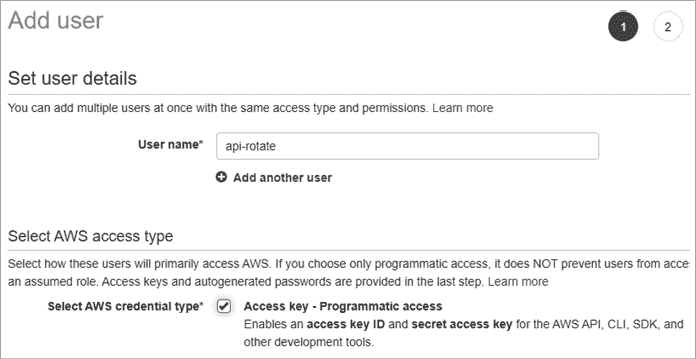 Add user
1 2
Set user details
You can add multiple users at once with the same access type and permissions. Learn more
User name* api-rotate
Add another user
Select AWS access type
Select how these users will primarily access AWS. If you choose only programmatic access, it does NOT prevent users from acce
an assumed role. Access keys and autogenerated passwords are provided in the last step. Learn more
Select AWS credential type* Access key - Programmatic access
Enables an access key ID and secret access key for the AWS API, CLI, SDK, and
other development tools.